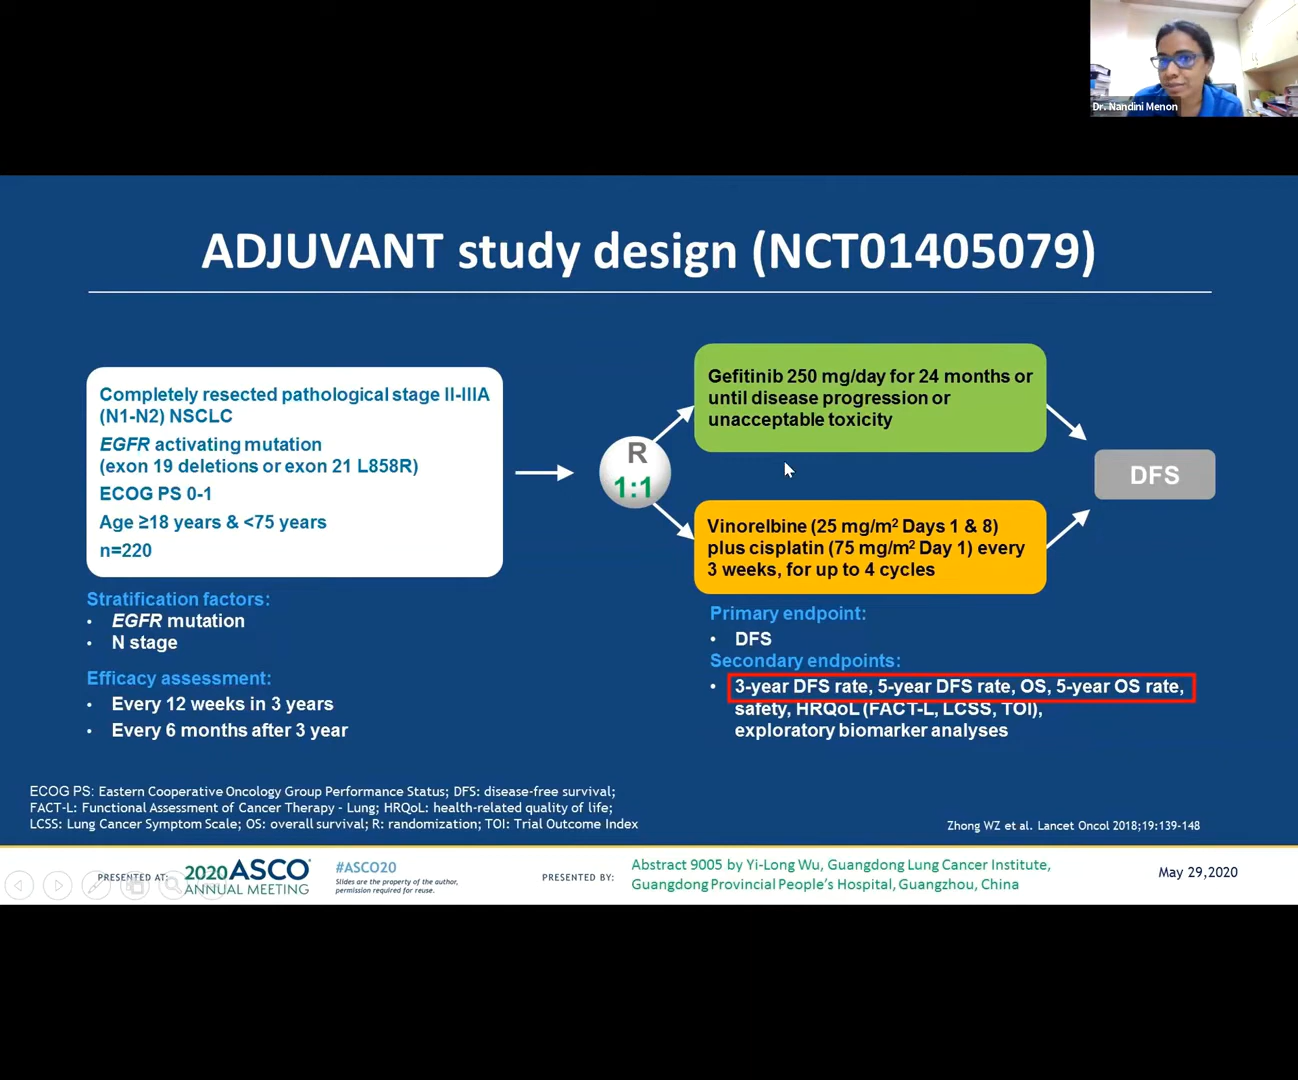 Dr. Nandini Menon
ADJUVANT study design (NCT01405079)
Completely resected pathological stage II-IIIA
(N1-N2) NSCLC
EGFR activating mutation
(exon 19 deletions or exon 21 L858R)
ECOG PS 0-1
Age ≥18 years & <75 years
n=220
Stratification factors:
• EGFR mutation
• N stage
Efficacy assessment:
• Every 12 weeks in 3 years
• Every 6 months after 3 year
R
1:1
Gefitinib 250 mg/day for 24 months or
until disease progression or
unacceptable toxicity
Vinorelbine (25 mg/m² Days 1 & 8)
plus cisplatin (75 mg/m² Day 1) every
3 weeks, for up to 4 cycles
DFS
Primary endpoint:
• DFS
Secondary endpoints:
• 3-year DFS rate, 5-year DFS rate, OS, 5-year OS rate,
safety, HRQoL (FACT-L, LCSS, TOI),
exploratory biomarker analyses
ECOG PS: Eastern Cooperative Oncology Group Performance Status; DFS: disease-free survival;
FACT-L: Functional Assessment of Cancer Therapy - Lung; HRQoL: health-related quality of life;
LCSS: Lung Cancer Symptom Scale; OS: overall survival; R: randomization; TOI: Trial Outcome Index
Zhong WZ et al. Lancet Oncol 2018;19:139-148
PRESENTED AT:
2020 ASCO®
ANNUAL MEETING
#ASCO20
Slides are the property of the author,
permission required for reuse.
PRESENTED BY:
Abstract 9005 by Yi-Long Wu, Guangdong Lung Cancer Institute,
Guangdong Provincial People's Hospital, Guangzhou, China
May 29,2020